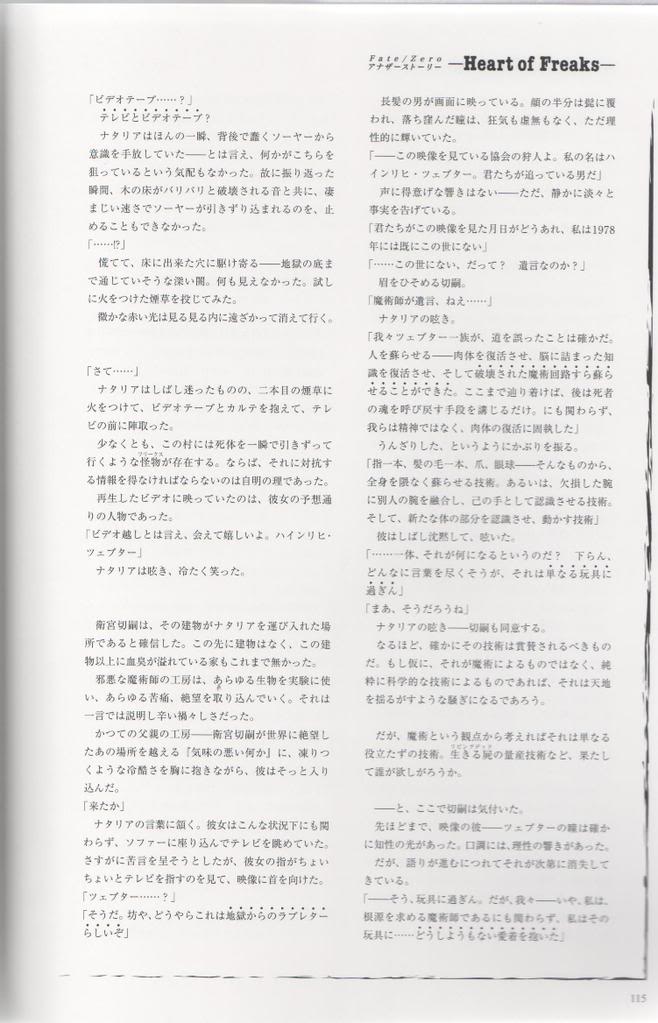 Fate/Zero
アナザーストーリー
―Heart of Freaks―
「ビデオテープ……？」
　テレビとビデオテープ？
　ナタリアはほんの一瞬、背後で蠢くソーヤーから
意識を手放していた――とは言え、何かがこちらを
狙っているという気配もなかった。故に振り返った
瞬間、木の床がバリバリと破壊される音と共に、凄
まじい速さでソーヤーが引きずり込まれるのを、止
めることもできなかった。
「……!?」
　慌てて、床に出来た穴に駆け寄る――地獄の底ま
で通じていそうな深い闇。何も見えなかった。試し
に火をつけた煙草を投じてみた。
　微かな赤い光は見る見る内に遠ざかって消えて行く。
「さて……」
　ナタリアはしばし迷ったものの、二本目の煙草に
火をつけて、ビデオテープとカルテを抱えて、テレ
ビの前に陣取った。
　少なくとも、この村には死体を一瞬で引きずって
フリークス
行くような怪物が存在する。ならば、それに対抗す
る情報を得なければならないのは自明の理であった。
　再生したビデオに映っていたのは、彼女の予想通
りの人物であった。
「ビデオ越しとは言え、会えて嬉しいよ。ハインリヒ・
ツェプター」
　ナタリアは呟き、冷たく笑った。
　衛宮切嗣は、その建物がナタリアを運び入れた場
所であると確信した。この先に建物はなく、この建
物以上に血臭が溢れている家もこれまで無かった。
　邪悪な魔術師の工房は、あらゆる生物を実験に使
い、あらゆる苦痛、絶望を取り込んでいく。それは
一言では説明し辛い禍々しさだった。
　かつての父親の工房――衛宮切嗣が世界に絶望し
たあの場所を越える『気味の悪い何か』に、凍りつ
くような冷酷さを胸に抱きながら、彼はそっと入り
込んだ。
「来たか」
　ナタリアの言葉に頷く。彼女はこんな状況下にも関
わらず、ソファーに座り込んでテレビを眺めていた。
さすがに苦言を呈そうとしたが、彼女の指がちょい
ちょいとテレビを指すのを見て、映像に首を向けた。
「ツェプター……？」
「そうだ。坊や、どうやらこれは地獄からのラブレター
らしいぞ」
　長髪の男が画面に映っている。顔の半分は髭に覆
われ、落ち窪んだ瞳は、狂気も虚無もなく、ただ理
性的に輝いていた。
「――この映像を見ている協会の狩人よ。私の名はハ
インリヒ・ツェプター。君たちが追っている男だ」
　声に得意げな響きはない――ただ、静かに淡々と
事実を告げている。
「君たちがこの映像を見た月日がどうあれ、私は1978
年には既にこの世にない」
「……この世にない、だって？　遺言なのか？」
　眉をひそめる切嗣。
「魔術師が遺言、ねえ……」
　ナタリアの呟き。
「我々ツェプター一族が、道を誤ったことは確かだ。
人を蘇らせる――肉体を復活させ、脳に詰まった知
識を復活させ、そして破壊された魔術回路すら蘇ら
せることができた。ここまで辿り着けば、後は死者
の魂を呼び戻す手段を講じるだけ。にも関わらず、
我らは精神ではなく、肉体の復活に固執した」
　うんざりした、というようにかぶりを振る。
「指一本、髪の毛一本、爪、眼球――そんなものから、
全身を隈なく蘇らせる技術。あるいは、欠損した腕
に別人の腕を融合し、己の手として認識させる技術。
そして、新たな体の部分を認識させ、動かす技術」
　彼はしばし沈黙して、呟いた。
「……一体、それが何になるというのだ？　下らん、
どんなに言葉を尽くそうが、それは単なる玩具に
過ぎん」
「まあ、そうだろうね」
　ナタリアの呟き――切嗣も同意する。
　なるほど、確かにその技術は賞賛されるべきもの
だ。もし仮に、それが魔術によるものではなく、純
粋に科学的な技術によるものであれば、それは天地
を揺るがすような騒ぎになるであろう。
　だが、魔術という観点から考えればそれは単なる
リビングデッド
役立たずの技術。生きる屍の量産技術など、果たし
て誰が欲しがろうか。
　――と、ここで切嗣は気付いた。
　先ほどまで、映像の彼――ツェプターの瞳は確か
に知性の光があった。口調には、理性の響きがあった。
　だが、語りが進むにつれてそれが次第に消失して
きている。
「――そう、玩具に過ぎん。だが、我々――いや、私は、
根源を求める魔術師であるにも関わらず、私はその
玩具に……どうしようもない愛着を抱いた」
115